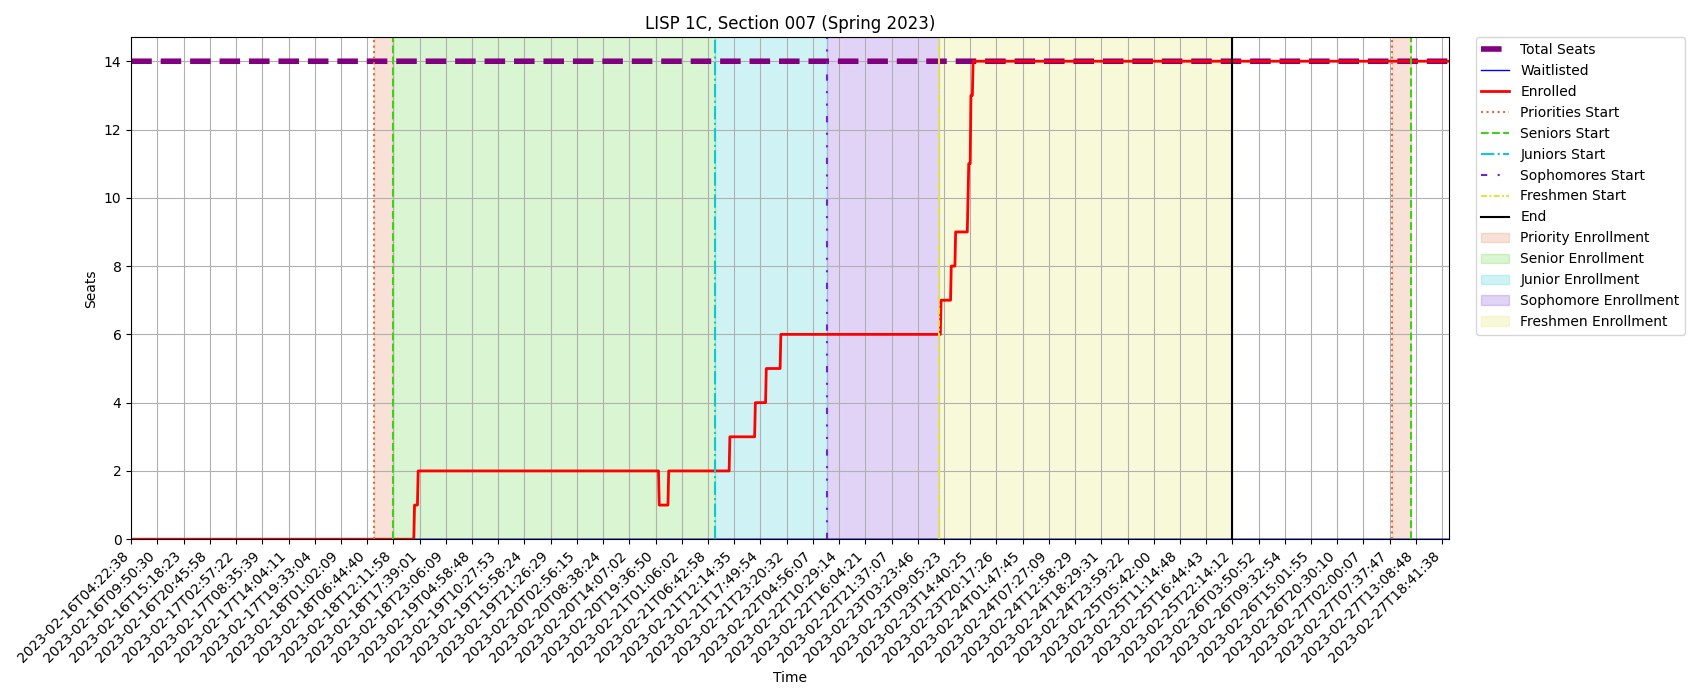 LISP 1C, Section 007 (Spring 2023)
Seats
14
12
10
8
6
4
2
0
2023-02-16T04:22:38
2023-02-16T09:50:30
2023-02-16T15:18:23
2023-02-16T20:45:58
2023-02-17T02:57:22
2023-02-17T08:35:39
2023-02-17T14:04:11
2023-02-17T19:33:04
2023-02-18T01:02:09
2023-02-18T06:44:40
2023-02-18T12:11:58
2023-02-18T17:39:01
2023-02-18T23:06:09
2023-02-19T04:58:48
2023-02-19T10:27:53
2023-02-19T15:58:24
2023-02-19T21:26:29
2023-02-20T02:56:15
2023-02-20T08:38:24
2023-02-20T14:07:02
2023-02-20T19:36:50
2023-02-21T01:06:02
2023-02-21T06:42:58
2023-02-21T12:14:35
2023-02-21T17:49:54
2023-02-21T23:20:32
2023-02-22T04:56:07
2023-02-22T10:29:14
2023-02-22T16:04:21
2023-02-22T21:37:07
2023-02-23T03:23:46
2023-02-23T09:05:23
2023-02-23T14:40:25
2023-02-23T20:17:26
2023-02-24T01:47:45
2023-02-24T07:27:09
2023-02-24T12:58:29
2023-02-24T18:29:31
2023-02-24T23:59:22
2023-02-25T05:42:00
2023-02-25T11:14:48
2023-02-25T16:44:43
2023-02-25T22:14:12
2023-02-26T03:50:52
2023-02-26T09:32:54
2023-02-26T15:01:55
2023-02-26T20:30:10
2023-02-27T02:00:07
2023-02-27T07:37:47
2023-02-27T13:08:48
2023-02-27T18:41:38
Time
Total Seats
Waitlisted
Enrolled
Priorities Start
Seniors Start
Juniors Start
Sophomores Start
Freshmen Start
End
Priority Enrollment
Senior Enrollment
Junior Enrollment
Sophomore Enrollment
Freshmen Enrollment